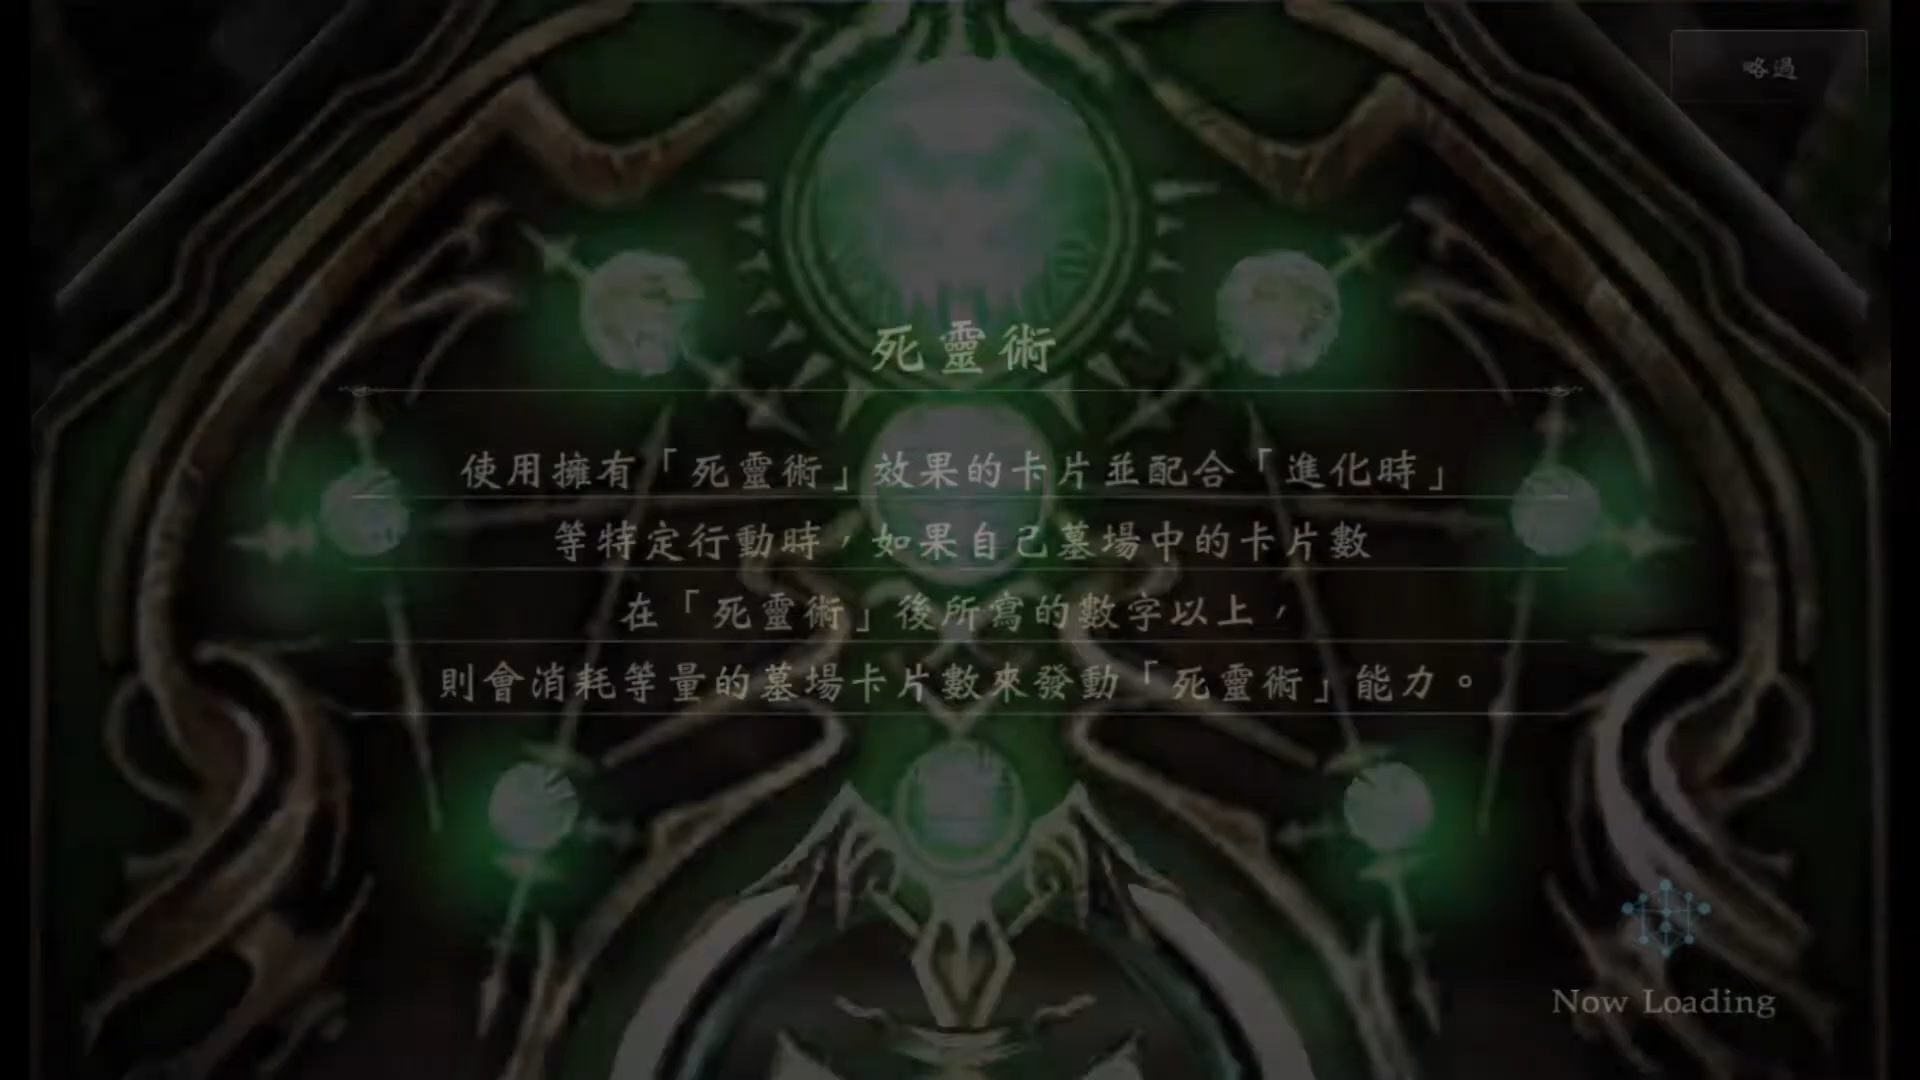 略過
死靈術
使用擁有「死靈術」效果的卡片並配合「進化時」
等特定行動時，如果自己墓場中的卡片數
在「死靈術」後所寫的數字以上，
則會消耗等量的墓場卡片數來發動「死靈術」能力。
Now Loading